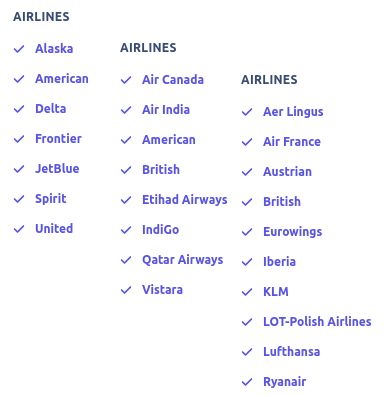 AIRLINES
Alaska
American
Delta
Frontier
JetBlue
Spirit
United
AIRLINES
Air Canada
Air India
American
British
Etihad Airways
IndiGo
Qatar Airways
Vistara
AIRLINES
Aer Lingus
Air France
Austrian
British
Eurowings
Iberia
KLM
LOT-Polish Airlines
Lufthansa
Ryanair